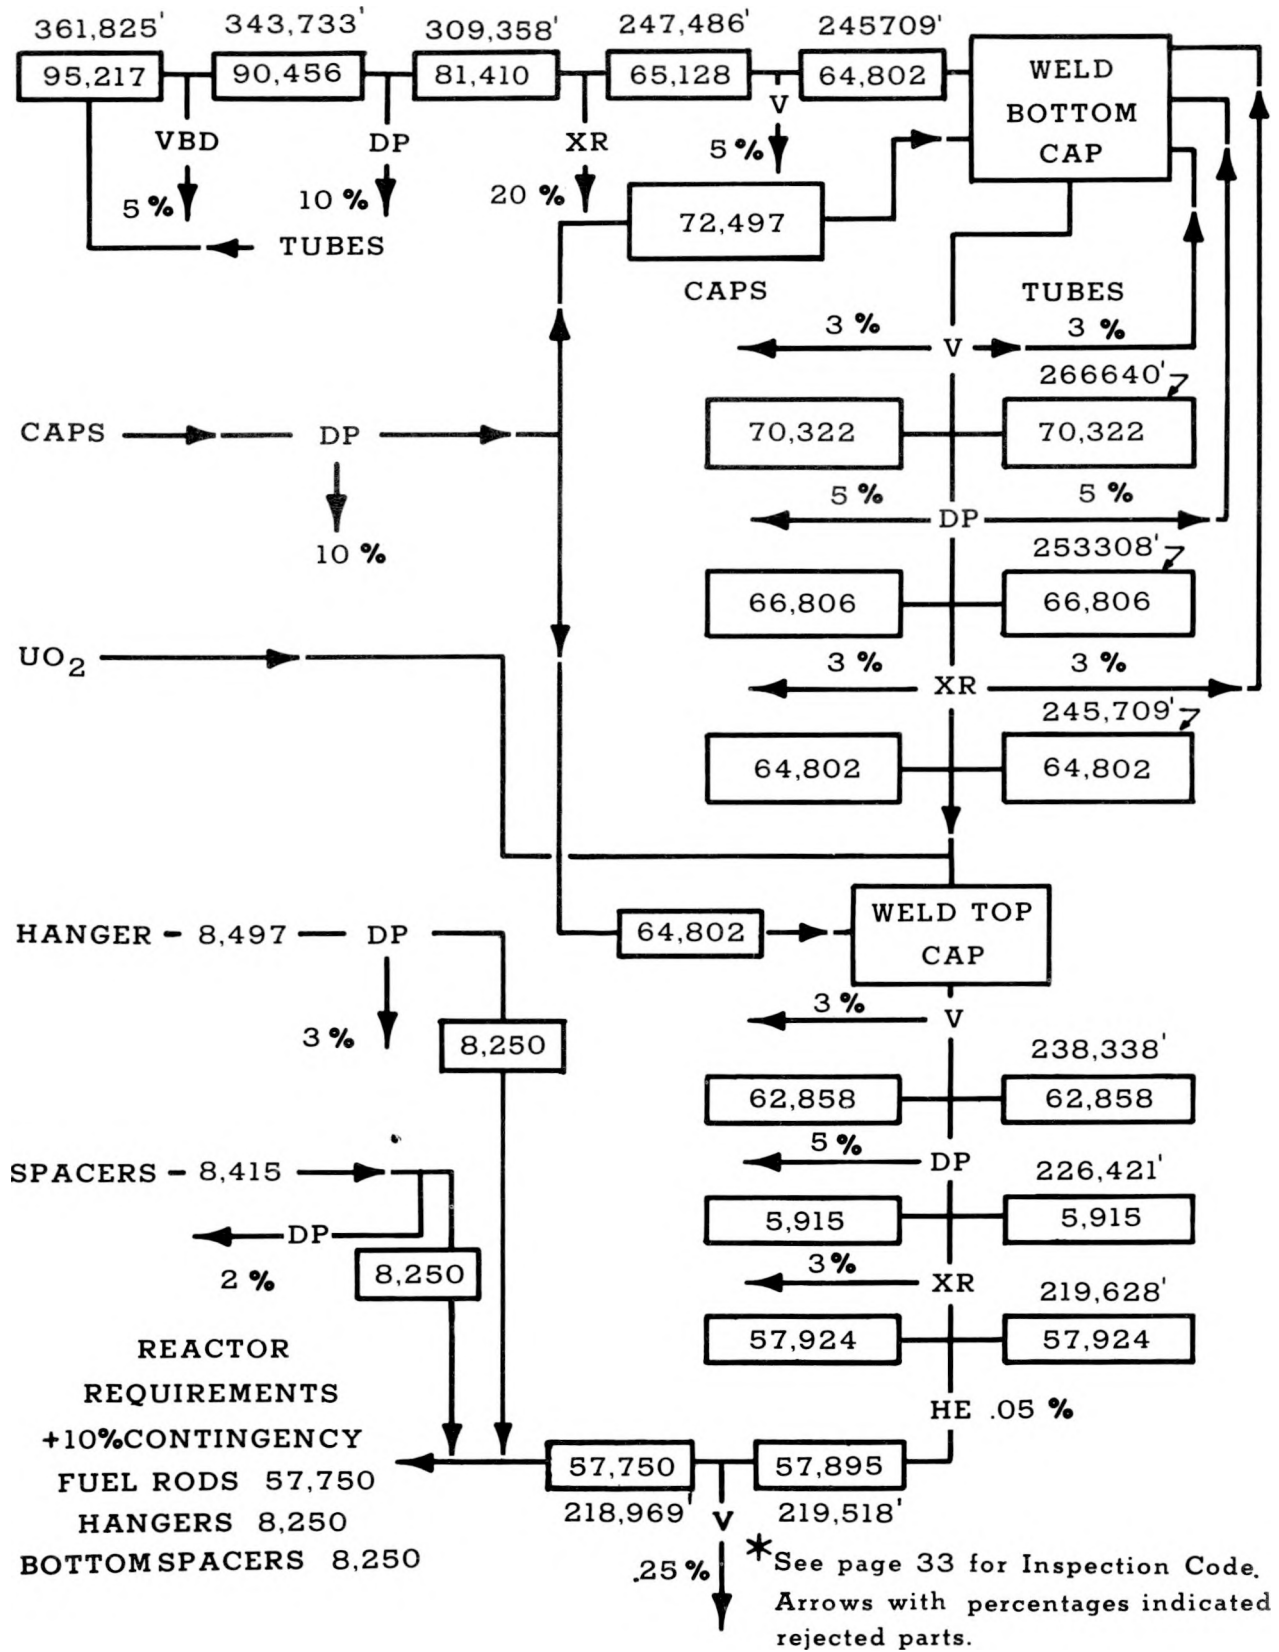 361,825' 343,733' 309,358' 247,486' 245709'
95,217 90,456 81,410 65,128 64,802 WELD BOTTOM CAP
VBD DP XR V
5 % 10 % 20 % 5 %
TUBES
72,497
CAPS TUBES
3 % V 3 %
266640'
CAPS DP 70,322 70,322
10 %
5 % DP 5 %
253308'
66,806 66,806
UO2
3 % XR 3 %
245,709'
64,802 64,802
HANGER - 8,497 DP 64,802 WELD TOP CAP
3 % V
3 % 8,250
238,338'
62,858 62,858
SPACERS - 8,415 5 % DP
226,421'
DP 5,915 5,915
2 % 8,250 3% XR
219,628'
57,924 57,924
HE .05 %
REACTOR
REQUIREMENTS
+10%CONTINGENCY
FUEL RODS 57,750
HANGERS 8,250
BOTTOM SPACERS 8,250
57,750 57,895
218,969' V 219,518'
.25 %
*See page 33 for Inspection Code.
Arrows with percentages indicated
rejected parts.